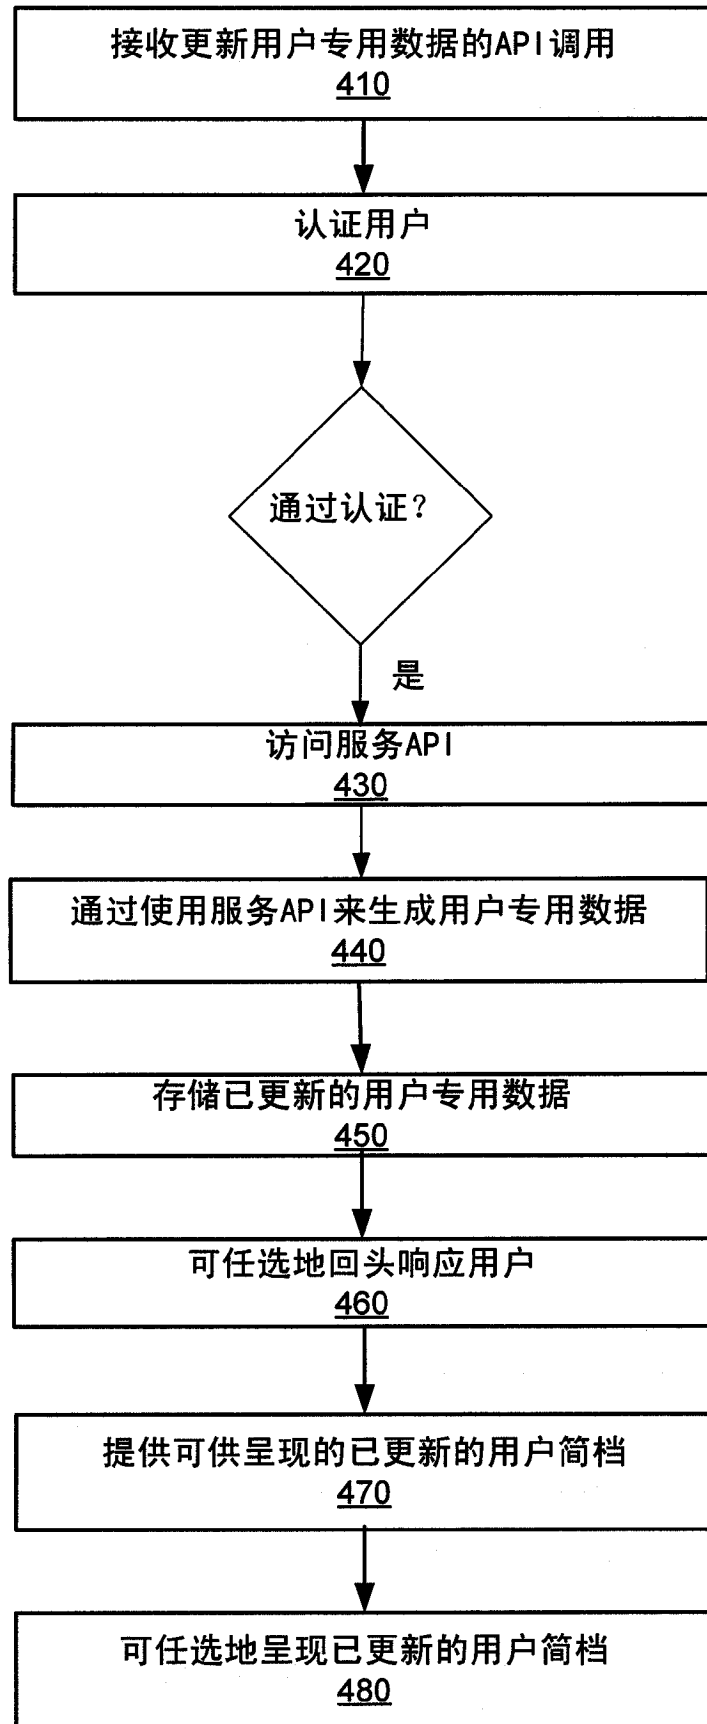 接收更新用户专用数据的API调用
410
认证用户
420
通过认证？
是
访问服务API
430
通过使用服务API来生成用户专用数据
440
存储已更新的用户专用数据
450
可任选地回头响应用户
460
提供可供呈现的已更新的用户简档
470
可任选地呈现已更新的用户简档
480